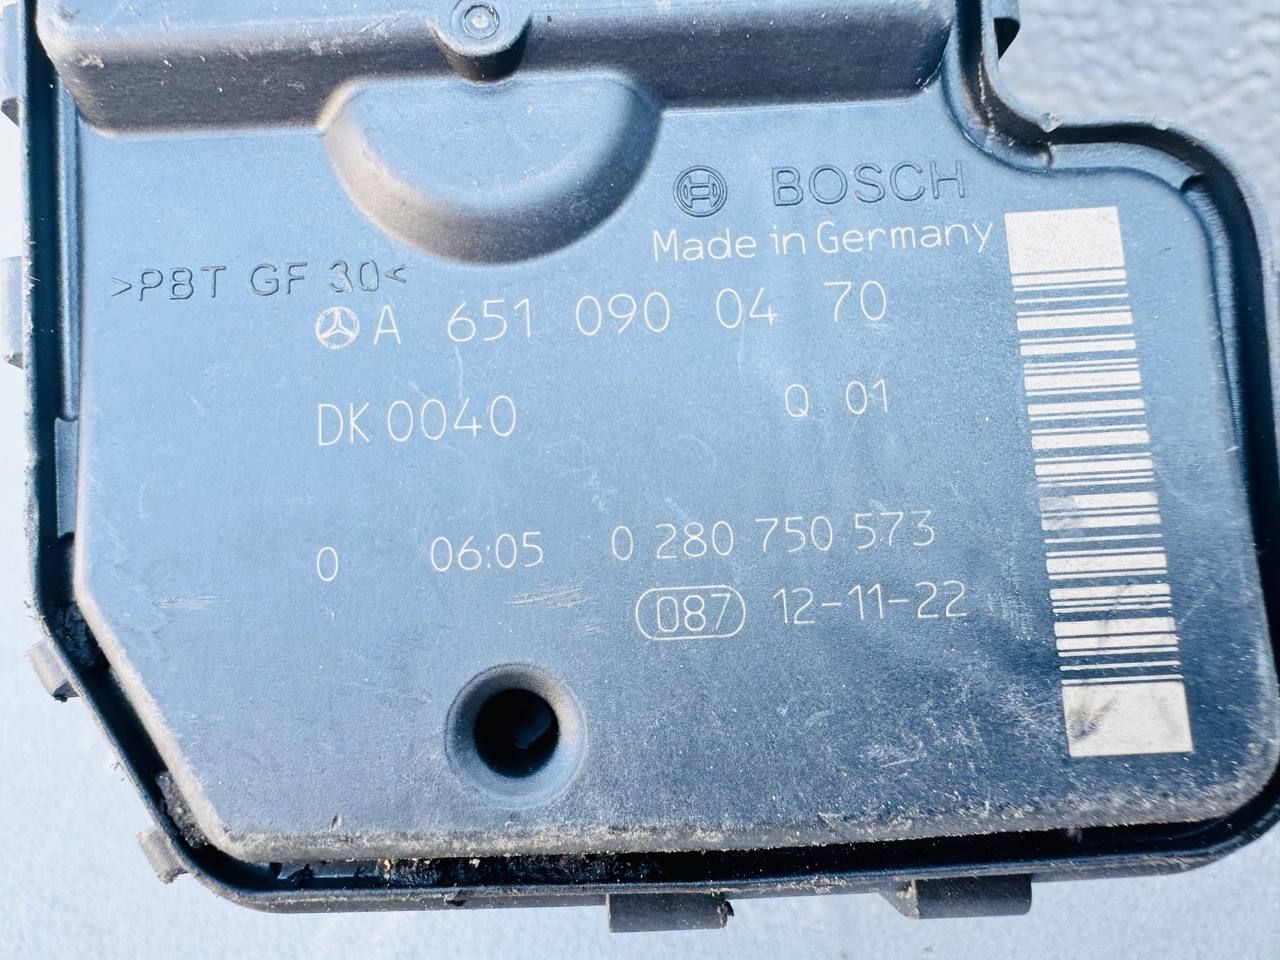 BOSCH
Made in Germany
>PBT GF 30<
A 651 090 04 70
DK 0040 Q 01
0 06:05 0 280 750 573
087 12-11-22